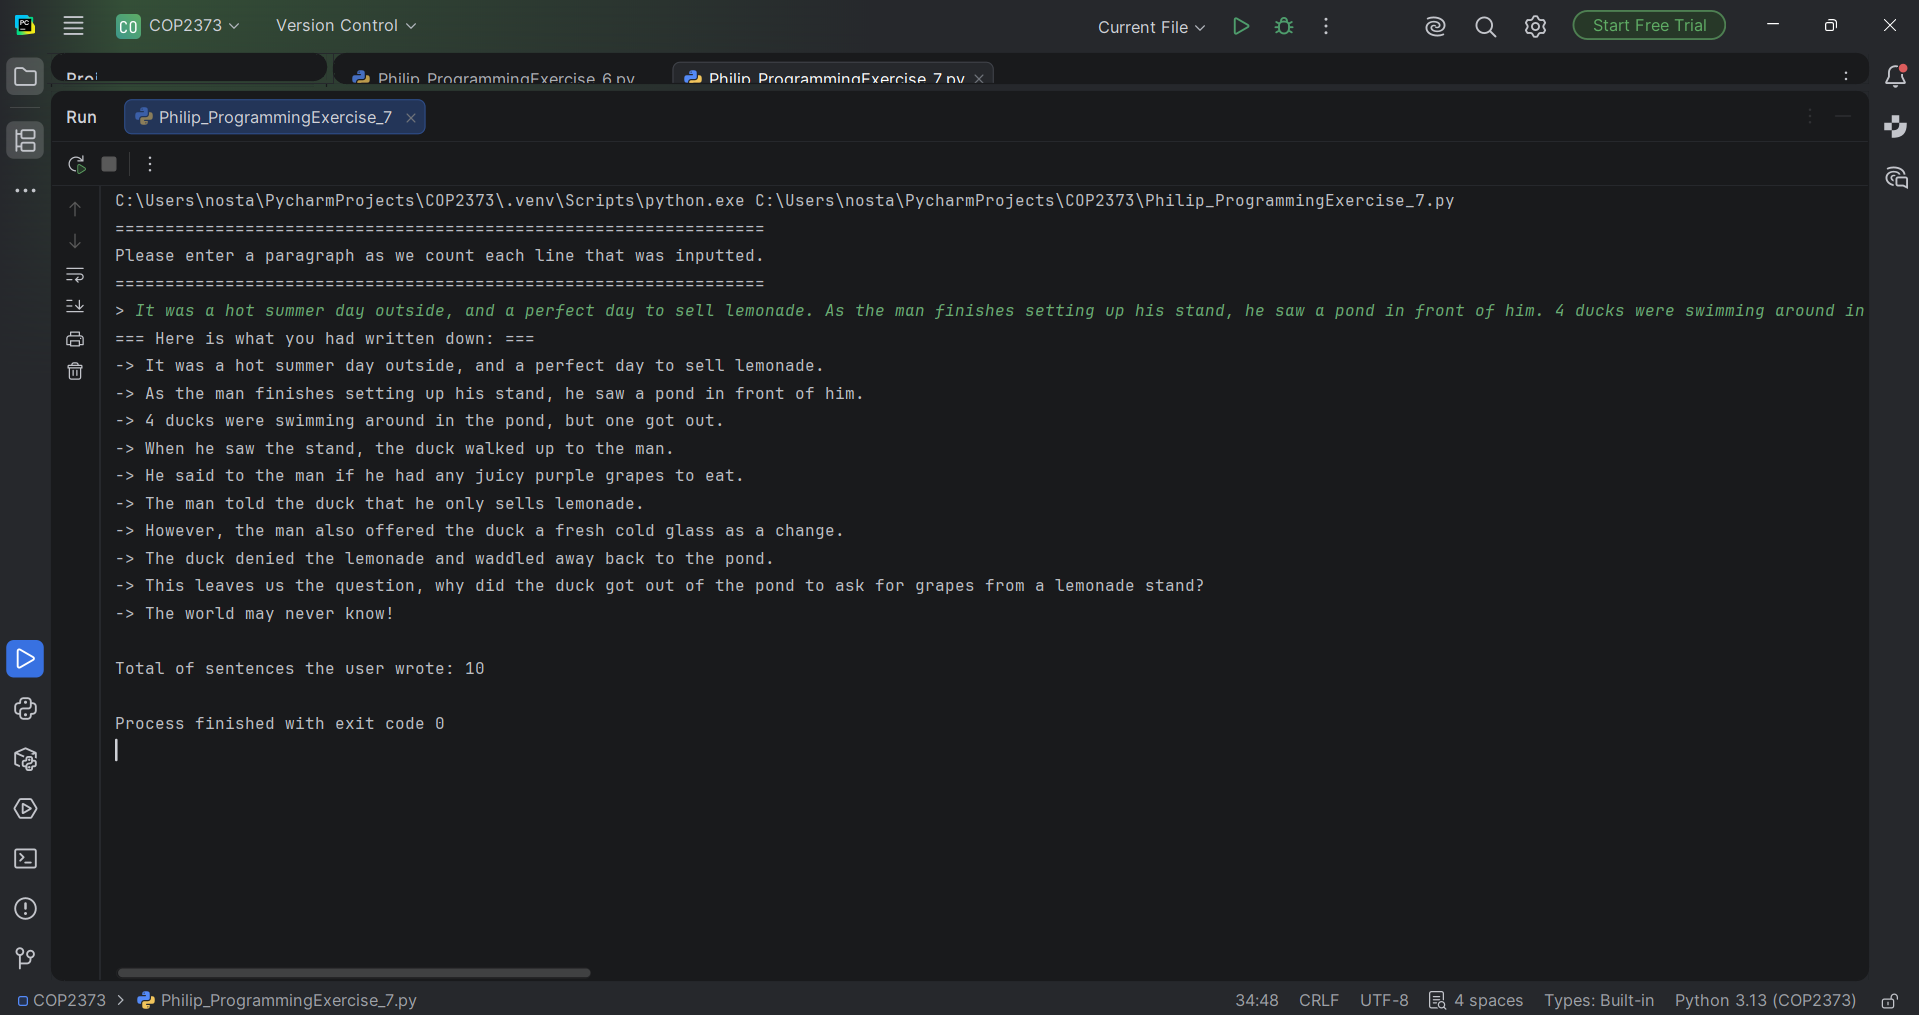 CO COP2373 Version Control Current File Start Free Trial
Philip_ProgrammingExercise_6.py Philip_ProgrammingExercise_7.py
Run Philip_ProgrammingExercise_7
C:\Users\nosta\PycharmProjects\COP2373\.venv\Scripts\python.exe C:\Users\nosta\PycharmProjects\COP2373\Philip_ProgrammingExercise_7.py
=================================================================
Please enter a paragraph as we count each line that was inputted.
=================================================================
> It was a hot summer day outside, and a perfect day to sell lemonade. As the man finishes setting up his stand, he saw a pond in front of him. 4 ducks were swimming around in
=== Here is what you had written down: ===
-> It was a hot summer day outside, and a perfect day to sell lemonade.
-> As the man finishes setting up his stand, he saw a pond in front of him.
-> 4 ducks were swimming around in the pond, but one got out.
-> When he saw the stand, the duck walked up to the man.
-> He said to the man if he had any juicy purple grapes to eat.
-> The man told the duck that he only sells lemonade.
-> However, the man also offered the duck a fresh cold glass as a change.
-> The duck denied the lemonade and waddled away back to the pond.
-> This leaves us the question, why did the duck got out of the pond to ask for grapes from a lemonade stand?
-> The world may never know!
Total of sentences the user wrote: 10
Process finished with exit code 0
COP2373 > Philip_ProgrammingExercise_7.py 34:48 CRLF UTF-8 4 spaces Types: Built-in Python 3.13 (COP2373)